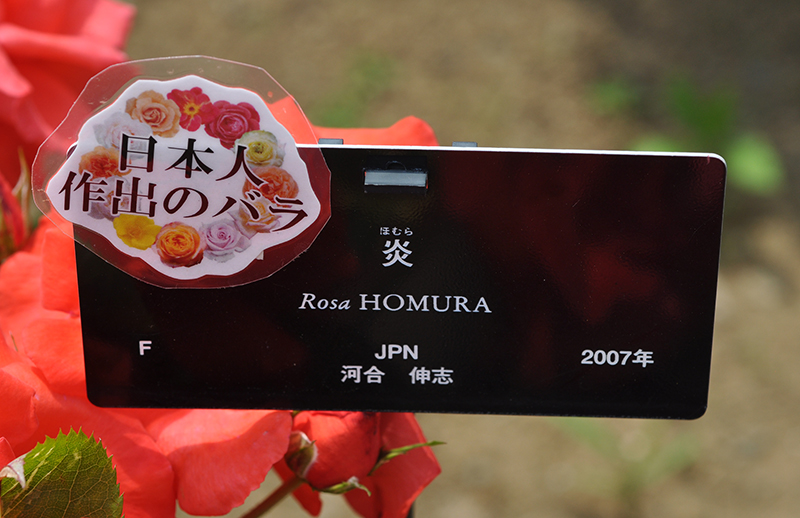 日本人
作出のバラ
ほむら
炎
Rosa HOMURA
F
JPN
2007年
河合 伸志